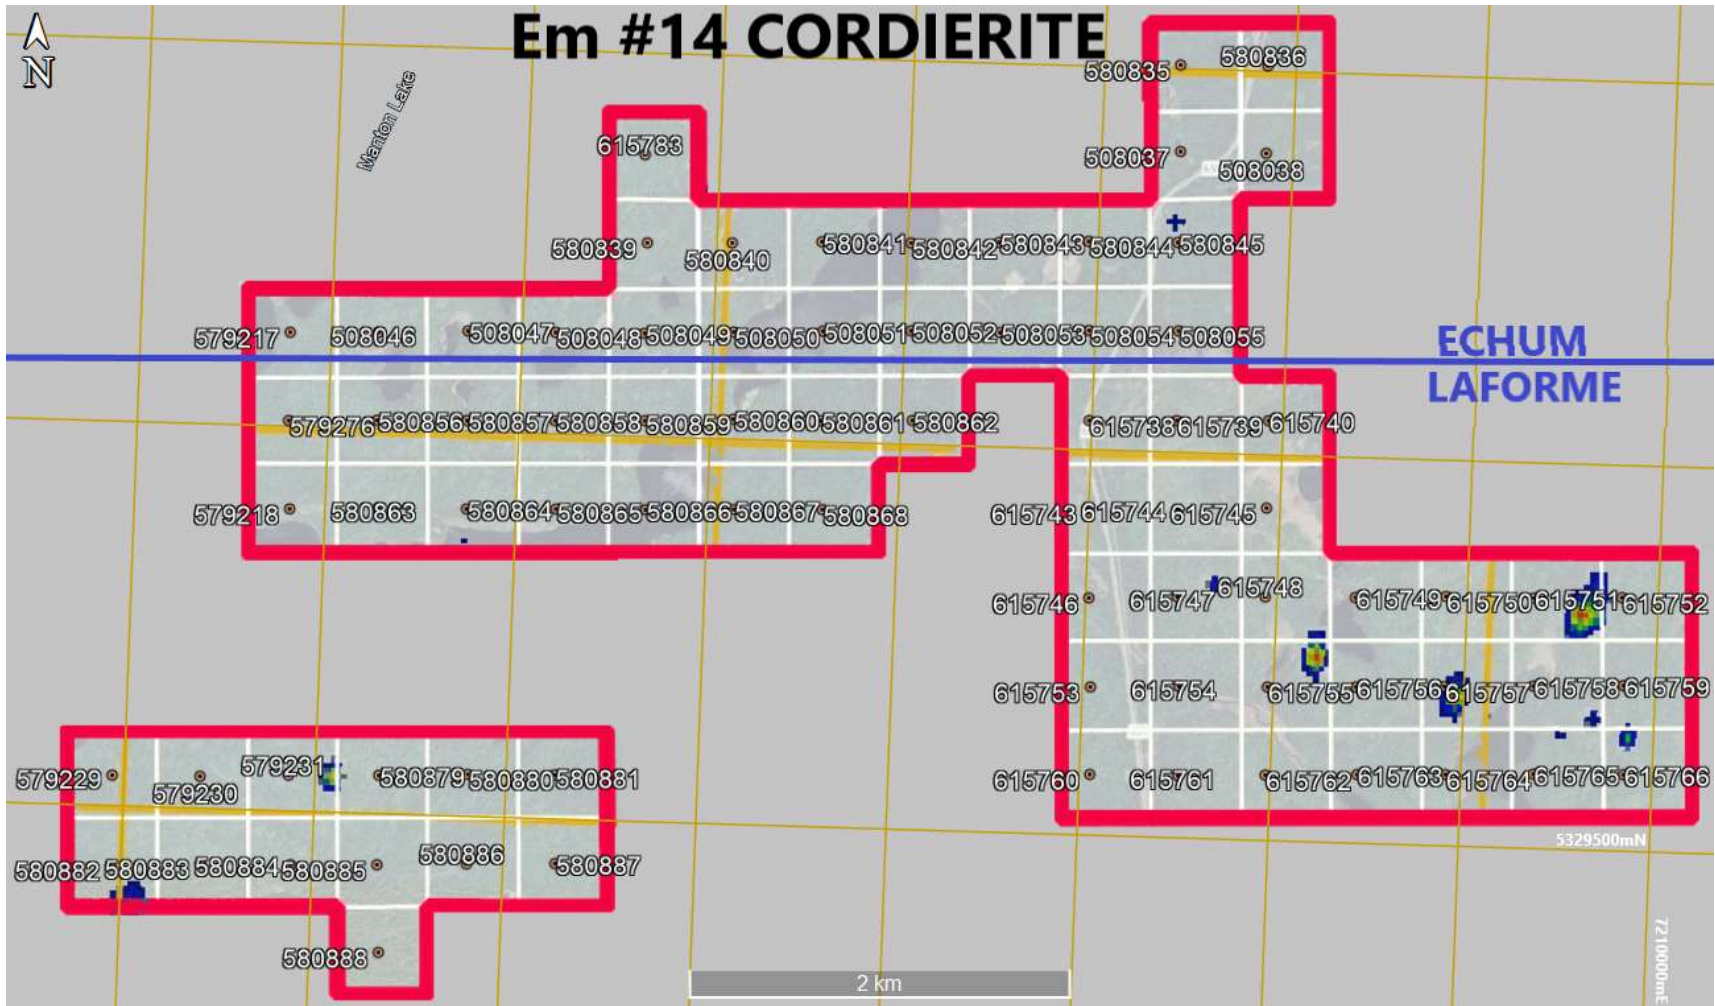 Em #14 CORDIERITE
N
Manton Lake
580835 580836
615783
508037 508038
580839 580840 580841 580842 580843 580844 580845
579217 508046 508047 508048 508049 508050 508051 508052 508053 508054 508055
ECHUM
LAFORME
579276 580856 580857 580858 580859 580860 580861 580862 615738 615739 615740
579218 580863 580864 580865 580866 580867 580868 615743 615744 615745
615746 615747 615748 615749 615750 615751 615752
615753 615754 615755 615756 615757 615758 615759
579229 579230 579231 580879 580880 580881 615760 615761 615762 615763 615764 615765 615766
5329500mN
580882 580883 580884 580885 580886 580887
580888
2 km
7210000mE